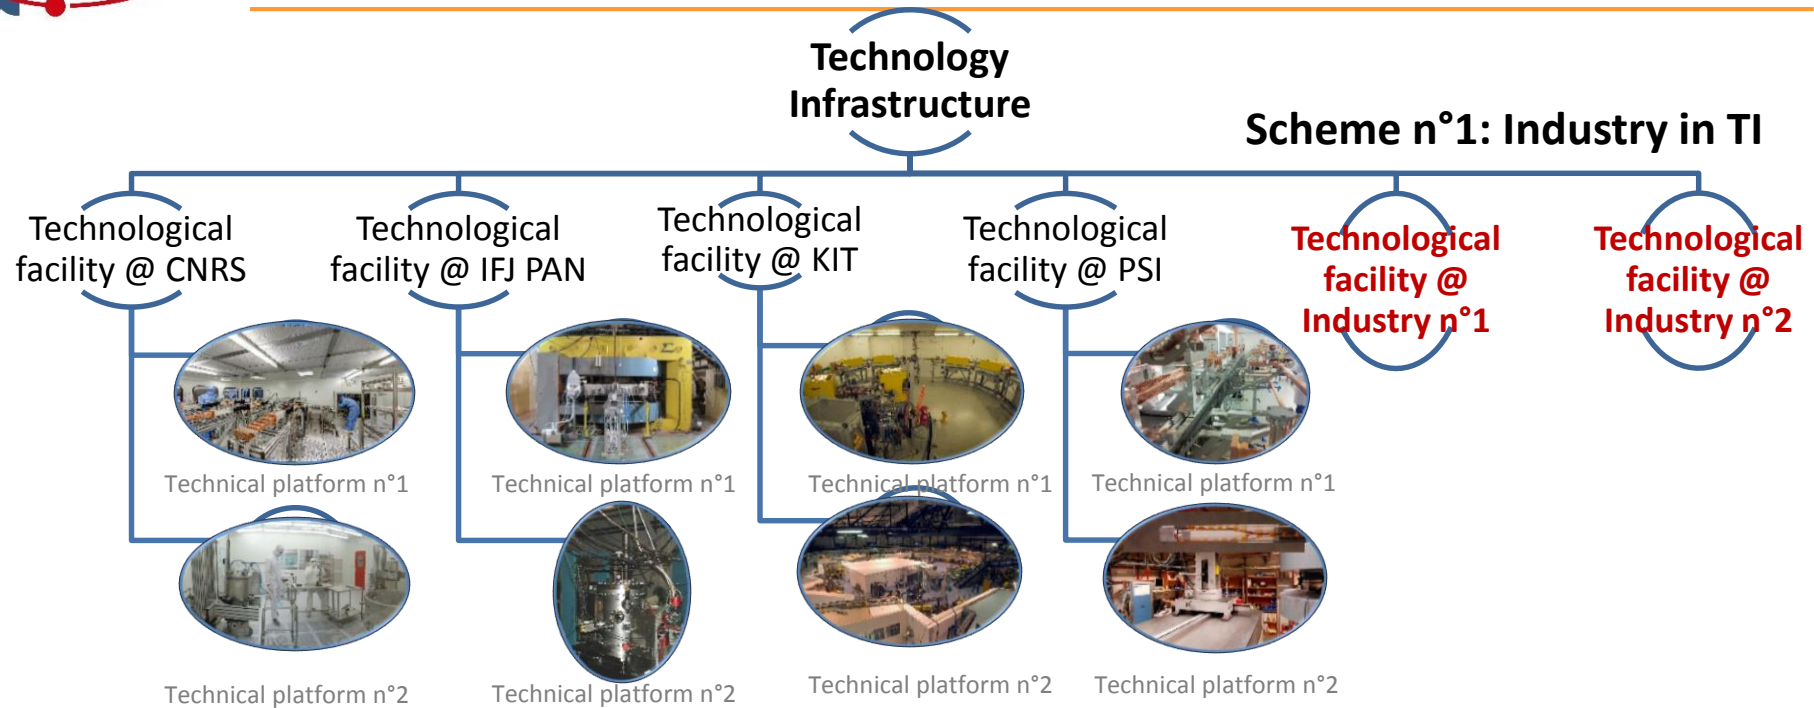 Technology
Infrastructure
Scheme n°1: Industry in TI
Technological
facility @ CNRS
Technological
facility @ IFJ PAN
Technological
facility @ KIT
Technological
facility @ PSI
Technological
facility @
Industry n°1
Technological
facility @
Industry n°2
Technical platform n°1
Technical platform n°1
Technical platform n°1
Technical platform n°1
Technical platform n°2
Technical platform n°2
Technical platform n°2
Technical platform n°2